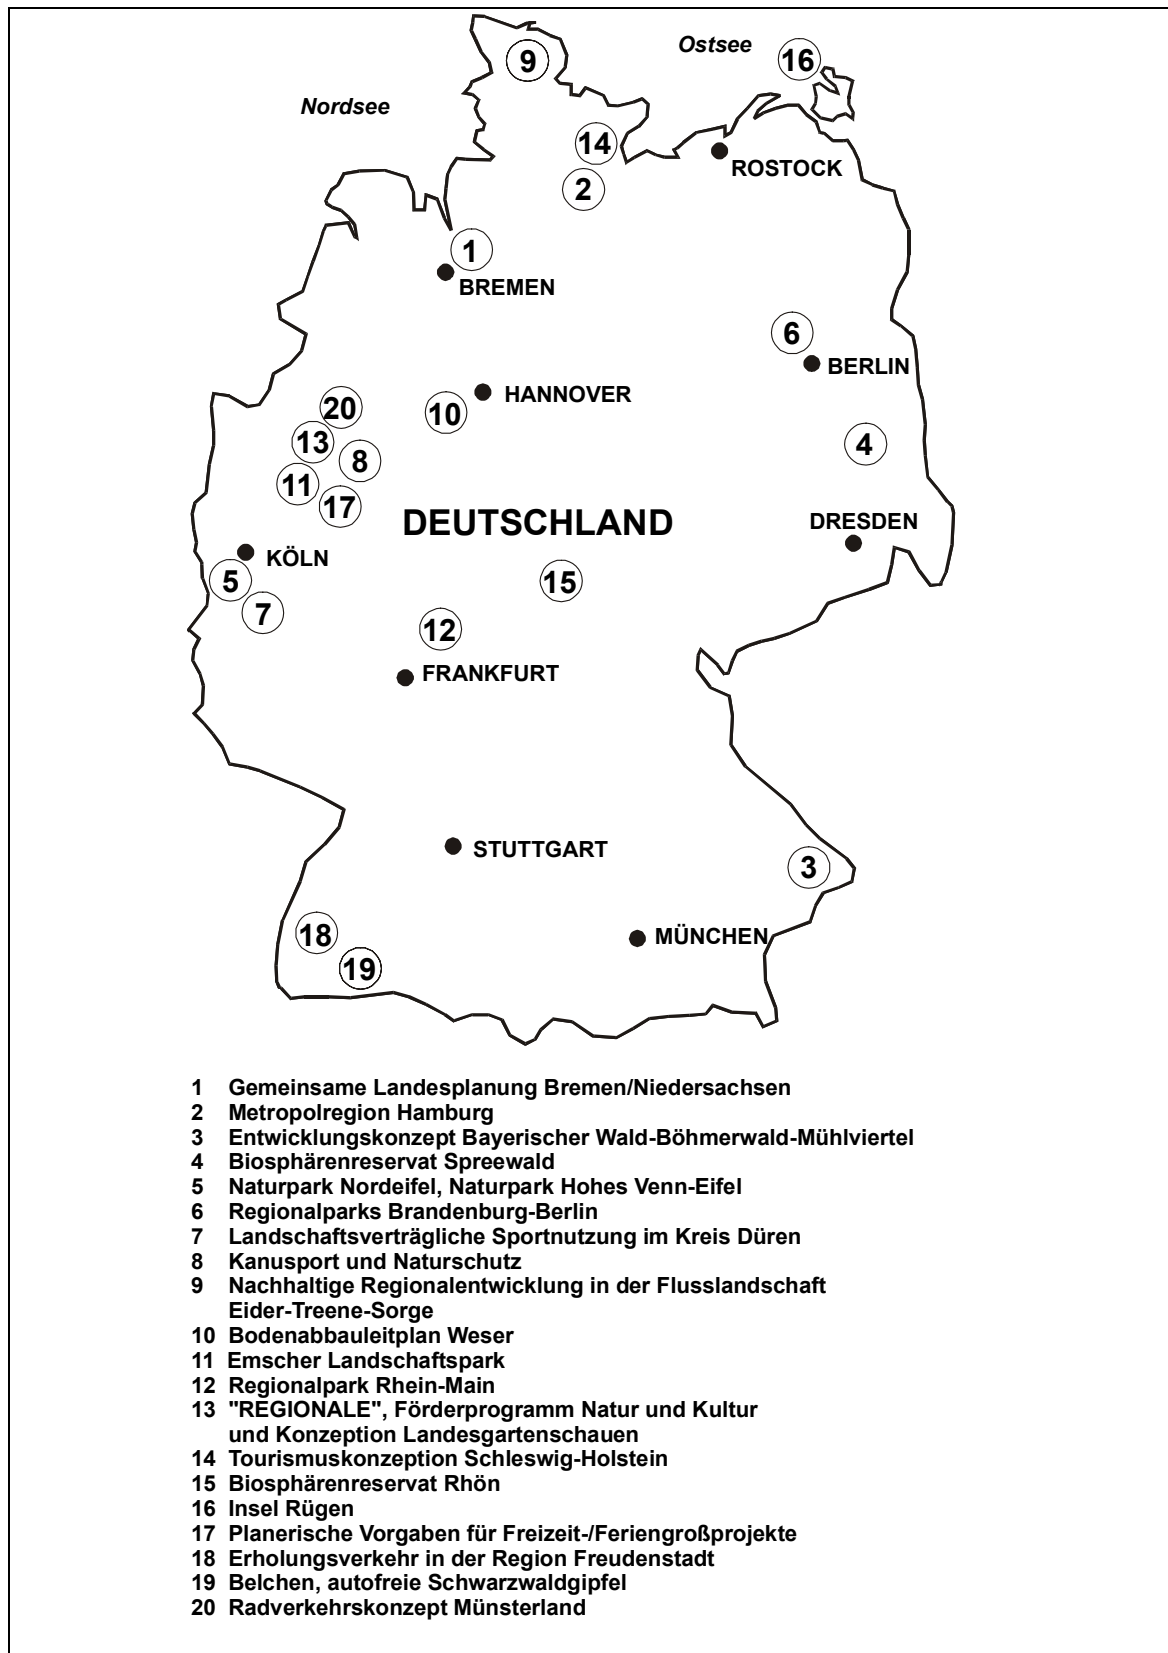 Ostsee
9
16
Nordsee
14
ROSTOCK
2
1
BREMEN
6
BERLIN
HANNOVER
20
10
13
4
8
11
17
DEUTSCHLAND
DRESDEN
KÖLN
5
15
7
12
FRANKFURT
STUTTGART
3
18
MÜNCHEN
19
1 Gemeinsame Landesplanung Bremen/Niedersachsen
2 Metropolregion Hamburg
3 Entwicklungskonzept Bayerischer Wald-Böhmerwald-Mühlviertel
4 Biosphärenreservat Spreewald
5 Naturpark Nordeifel, Naturpark Hohes Venn-Eifel
6 Regionalparks Brandenburg-Berlin
7 Landschaftsverträgliche Sportnutzung im Kreis Düren
8 Kanusport und Naturschutz
9 Nachhaltige Regionalentwicklung in der Flusslandschaft
Eider-Treene-Sorge
10 Bodenabbauleitplan Weser
11 Emscher Landschaftspark
12 Regionalpark Rhein-Main
13 "REGIONALE", Förderprogramm Natur und Kultur
und Konzeption Landesgartenschauen
14 Tourismuskonzeption Schleswig-Holstein
15 Biosphärenreservat Rhön
16 Insel Rügen
17 Planerische Vorgaben für Freizeit-/Feriengroßprojekte
18 Erholungsverkehr in der Region Freudenstadt
19 Belchen, autofreie Schwarzwaldgipfel
20 Radverkehrskonzept Münsterland